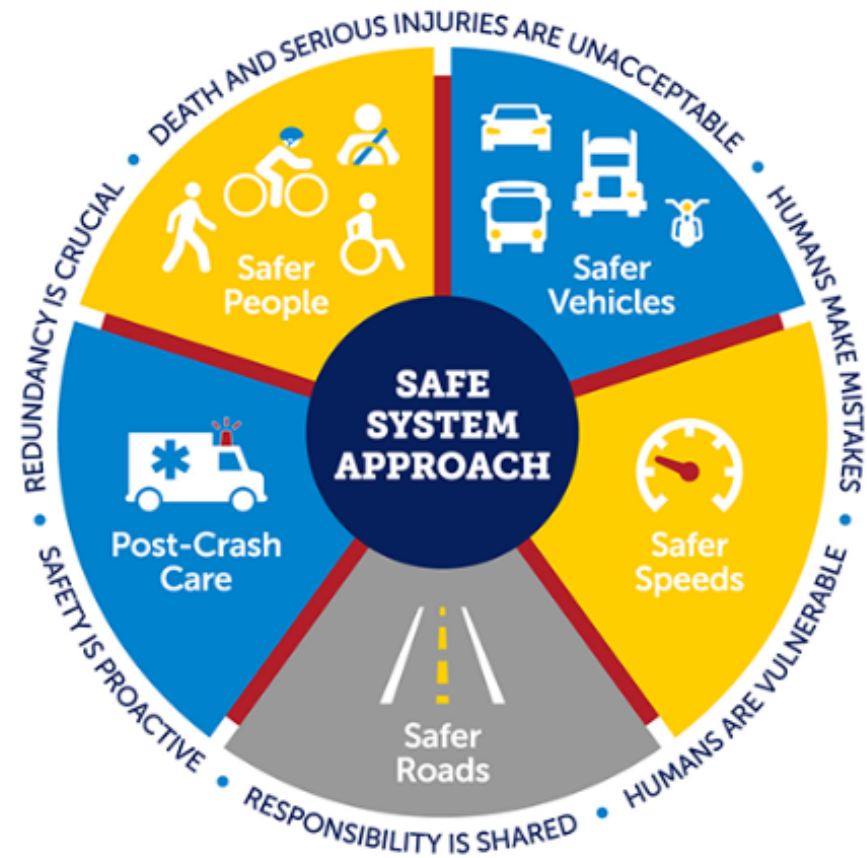 DEATH AND SERIOUS INJURIES ARE UNACCEPTABLE
HUMANS MAKE MISTAKES
HUMANS ARE VULNERABLE
RESPONSIBILITY IS SHARED
SAFETY IS PROACTIVE
REDUNDANCY IS CRUCIAL
Safer
People
Safer
Vehicles
SAFE
SYSTEM
APPROACH
Post-Crash
Care
Safer
Speeds
Safer
Roads